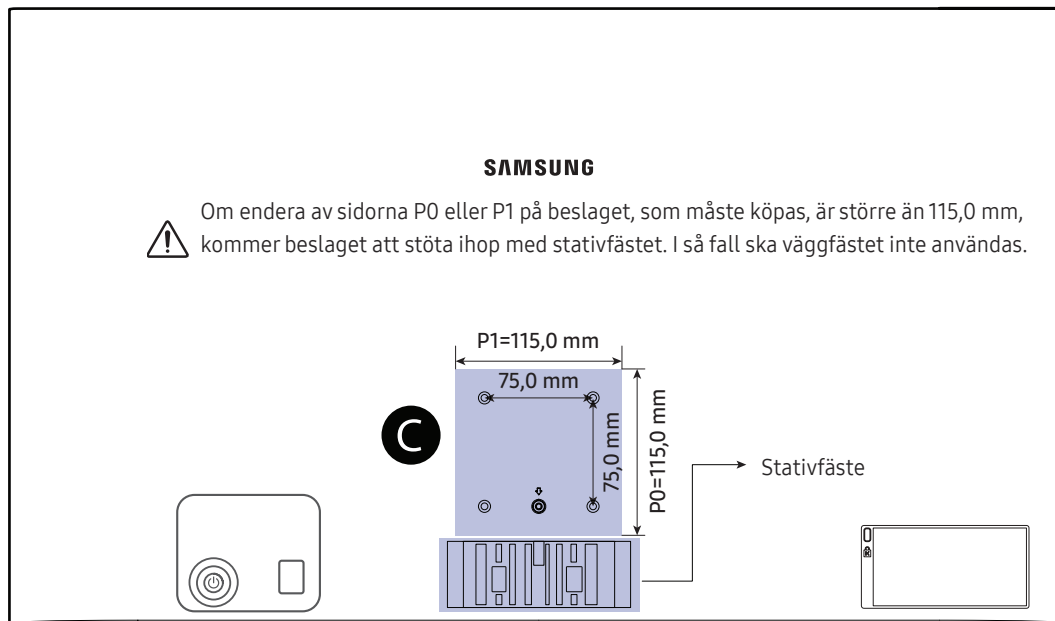 SAMSUNG
Om endera av sidorna P0 eller P1 på beslaget, som måste köpas, är större än 115,0 mm,
kommer beslaget att stöta ihop med stativfästet. I så fall ska väggfästet inte användas.
P1=115,0 mm
75,0 mm
C
75,0 mm
P0=115,0 mm
Stativfäste